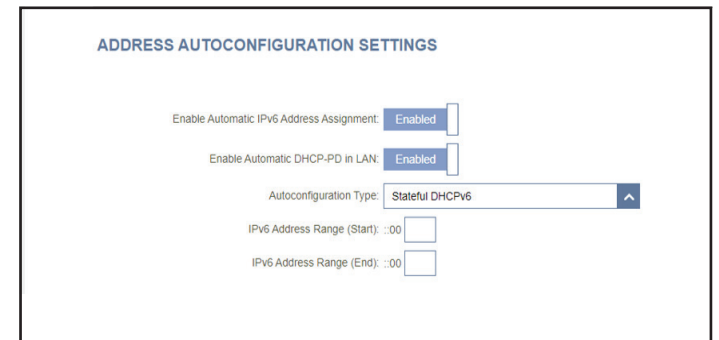 ADDRESS AUTOCONFIGURATION SETTINGS
Enable Automatic IPv6 Address Assignment: Enabled
Enable Automatic DHCP-PD in LAN: Enabled
Autoconfiguration Type: Stateful DHCPv6
IPv6 Address Range (Start): ::00
IPv6 Address Range (End): ::00